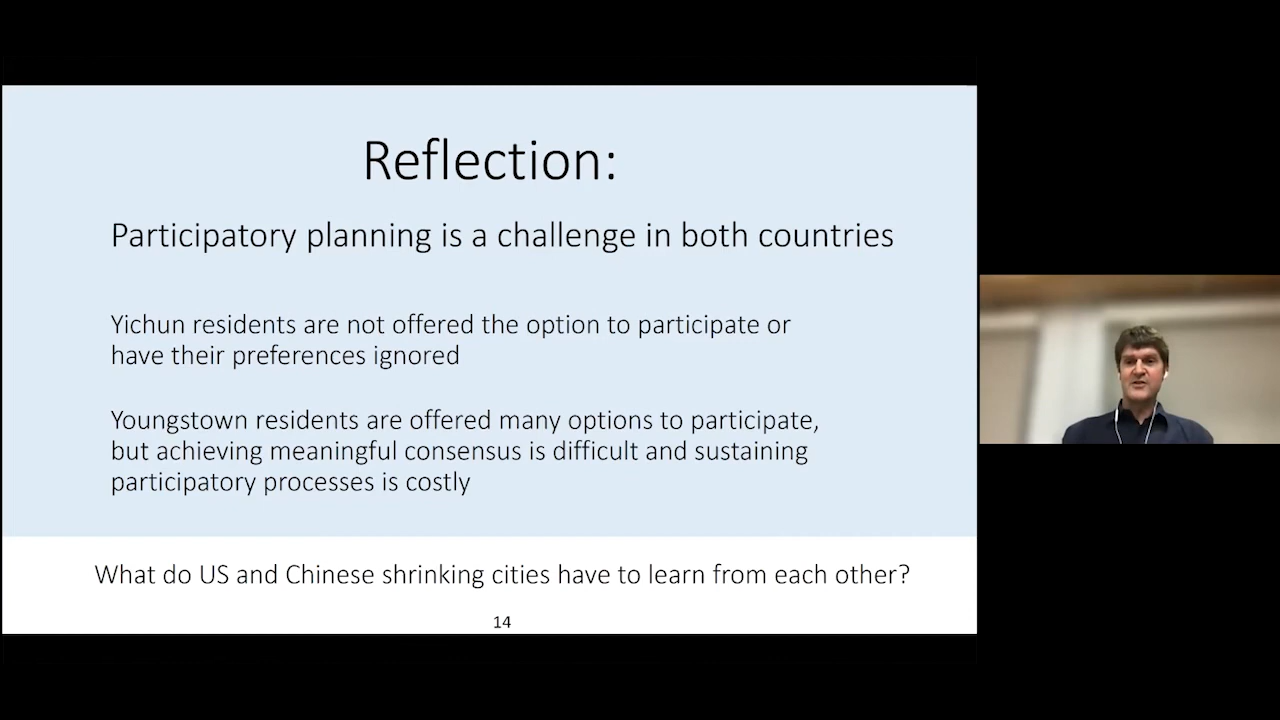 Reflection:
Participatory planning is a challenge in both countries
Yichun residents are not offered the option to participate or
have their preferences ignored
Youngstown residents are offered many options to participate,
but achieving meaningful consensus is difficult and sustaining
participatory processes is costly
What do US and Chinese shrinking cities have to learn from each other?
14